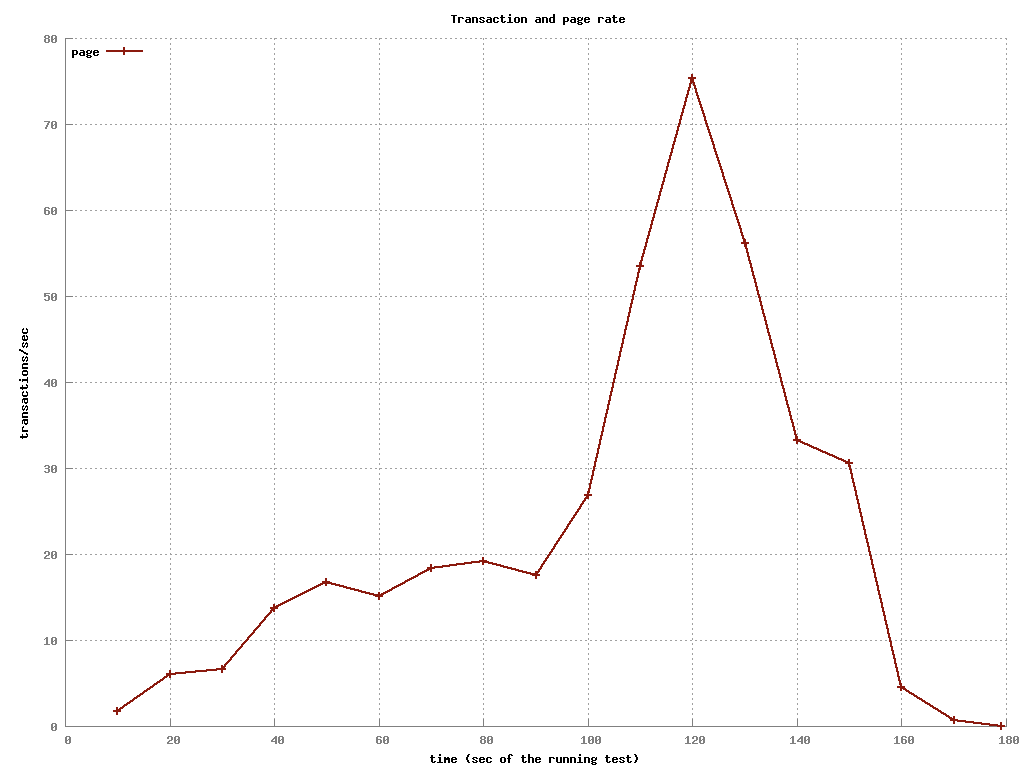 Transaction and page rate
80
page
70
60
50
40
30
20
10
0
transactions/sec
0 20 40 60 80 100 120 140 160 180
time (sec of the running test)